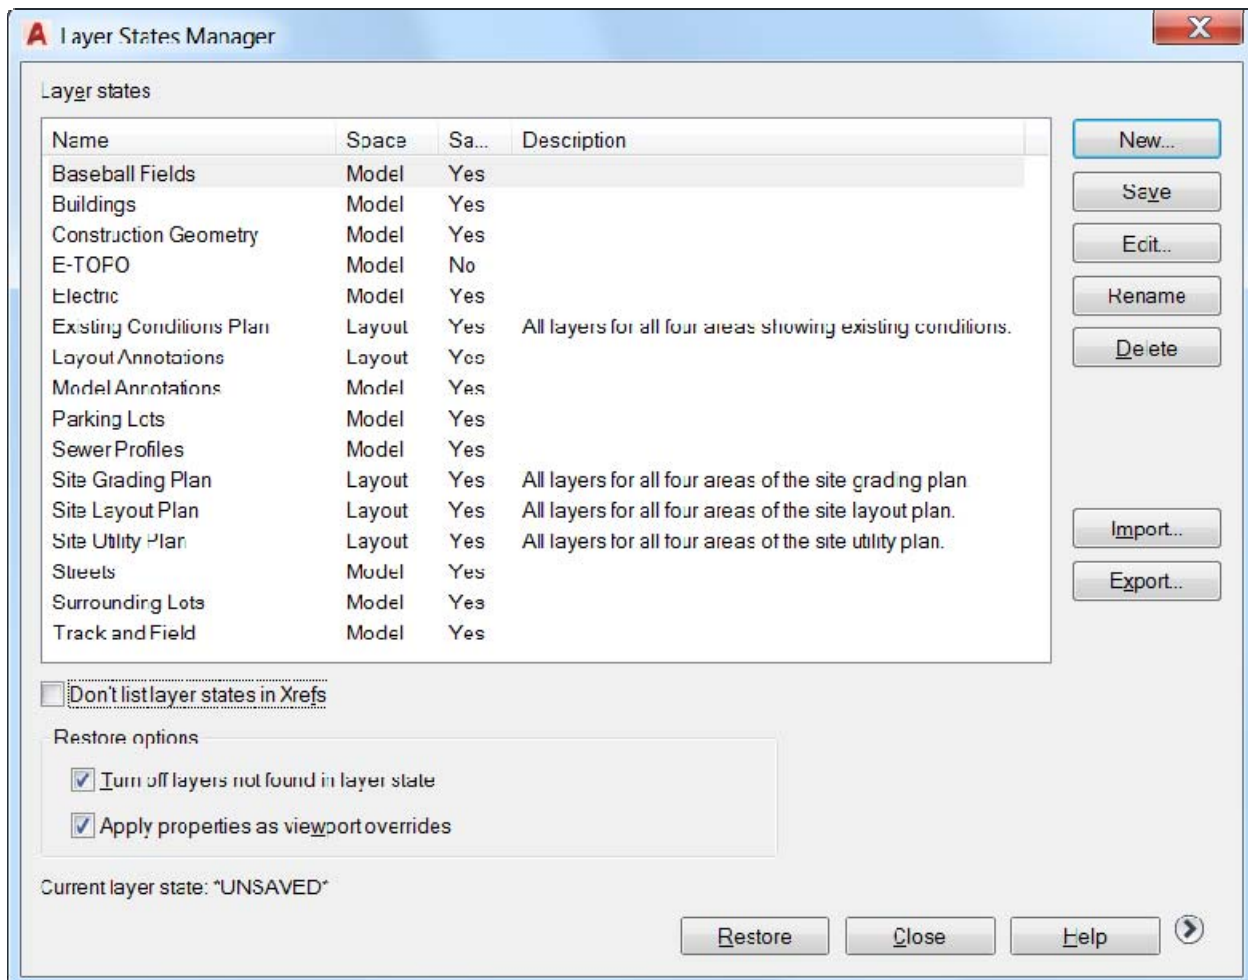 A Layer States Manager X
Layer states
Name Space Sa... Description
New...
Baseball Fields Model Yes
Buildings Model Yes
Save
Construction Geometry Model Yes
Edit...
E-TOPO Model No
Electric Model Yes
Rename
Existing Conditions Plan Layout Yes All layers for all four areas showing existing conditions.
Layout Annotations Layout Yes
Delete
Model Annotations Model Yes
Parking Lots Model Yes
Sewer Profiles Model Yes
Site Grading Plan Layout Yes All layers for all four areas of the site grading plan
Site Layout Plan Layout Yes All layers for all four areas of the site layout plan.
Import...
Site Utility Plan Layout Yes All layers for all four areas of the site utility plan.
Streets Model Yes
Export...
Surrounding Lots Model Yes
Track and Field Model Yes
Don't list layer states in Xrefs
Restore options
Turn off layers not found in layer state
Apply properties as viewport overrides
Current layer state: *UNSAVED*
Restore Close Help